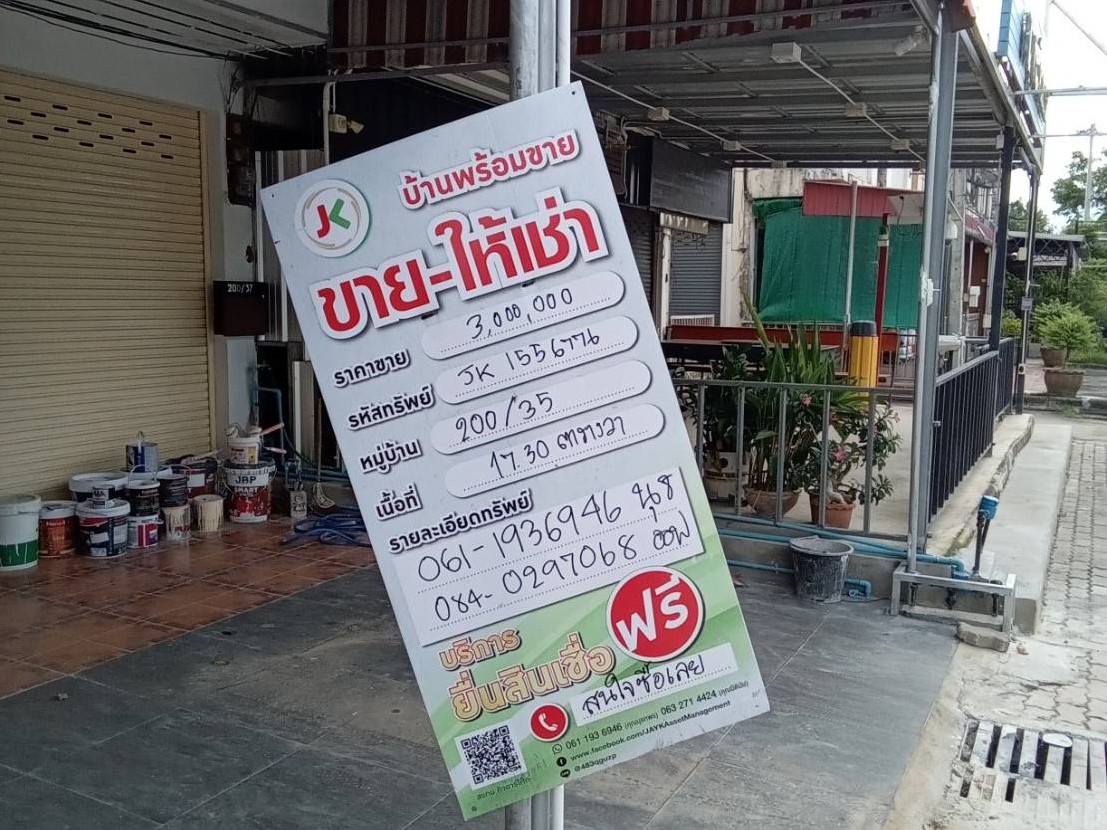 JK
บ้านพร้อมขาย
ขาย-ให้เช่า
ราคาขาย 3,000,000
รหัสทรัพย์ JK 1556776
หมู่บ้าน 200/35
เนื้อที่ 17.30 ตารางวา
รายละเอียดทรัพย์
061-1936946 นุช
084-0297068 ออฟ
บริการ
ยื่นสินเชื่อ
ฟรี
สนใจซื้อเลย
061 193 6946 063 271 4424
www.facebook.com/JAYKAssetManagement
200/37
JBP